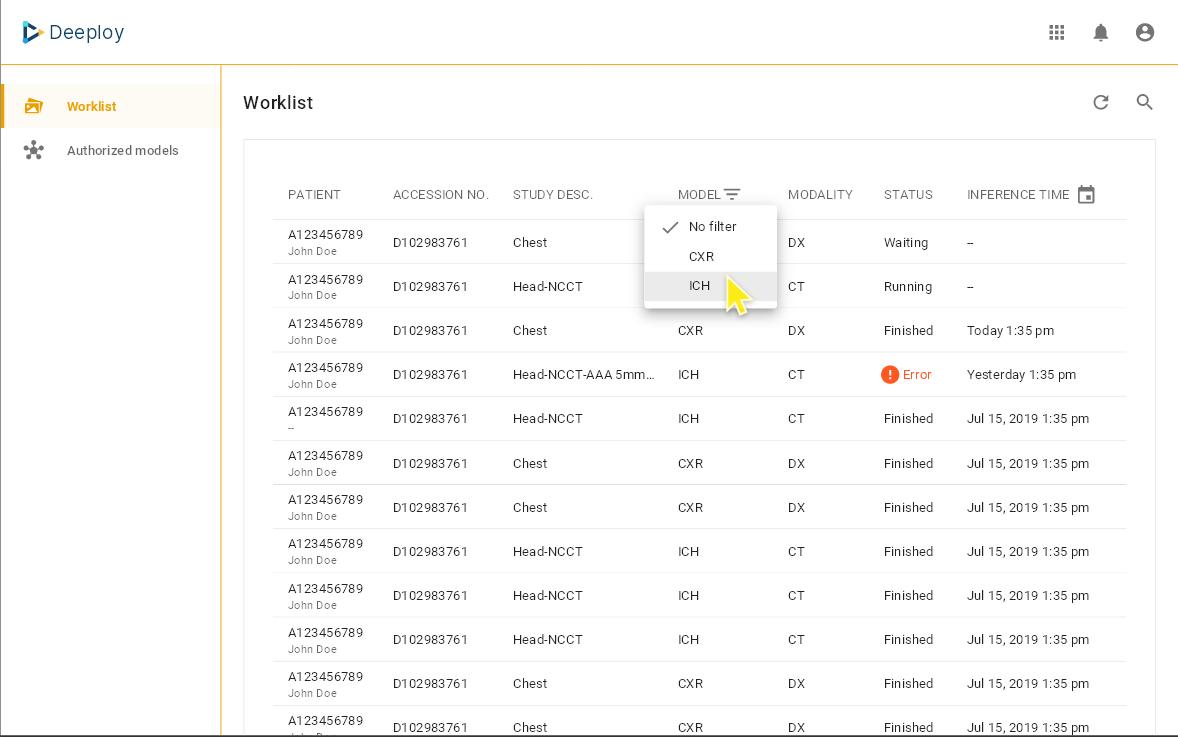 Deeploy
Worklist
Authorized models
Worklist
PATIENT ACCESSION NO. STUDY DESC. MODEL MODALITY STATUS INFERENCE TIME
No filter
CXR
ICH
A123456789 D102983761 Chest DX Waiting --
John Doe
A123456789 D102983761 Head-NCCT CT Running --
John Doe
A123456789 D102983761 Chest CXR DX Finished Today 1:35 pm
John Doe
A123456789 D102983761 Head-NCCT-AAA 5mm... ICH CT Error Yesterday 1:35 pm
John Doe
A123456789 D102983761 Head-NCCT ICH CT Finished Jul 15, 2019 1:35 pm
--
A123456789 D102983761 Chest CXR DX Finished Jul 15, 2019 1:35 pm
John Doe
A123456789 D102983761 Chest CXR DX Finished Jul 15, 2019 1:35 pm
John Doe
A123456789 D102983761 Head-NCCT ICH CT Finished Jul 15, 2019 1:35 pm
John Doe
A123456789 D102983761 Head-NCCT ICH CT Finished Jul 15, 2019 1:35 pm
John Doe
A123456789 D102983761 Head-NCCT ICH CT Finished Jul 15, 2019 1:35 pm
John Doe
A123456789 D102983761 Chest CXR DX Finished Jul 15, 2019 1:35 pm
John Doe
A123456789 D102983761 Chest CXR DX Finished Jul 15, 2019 1:35 pm